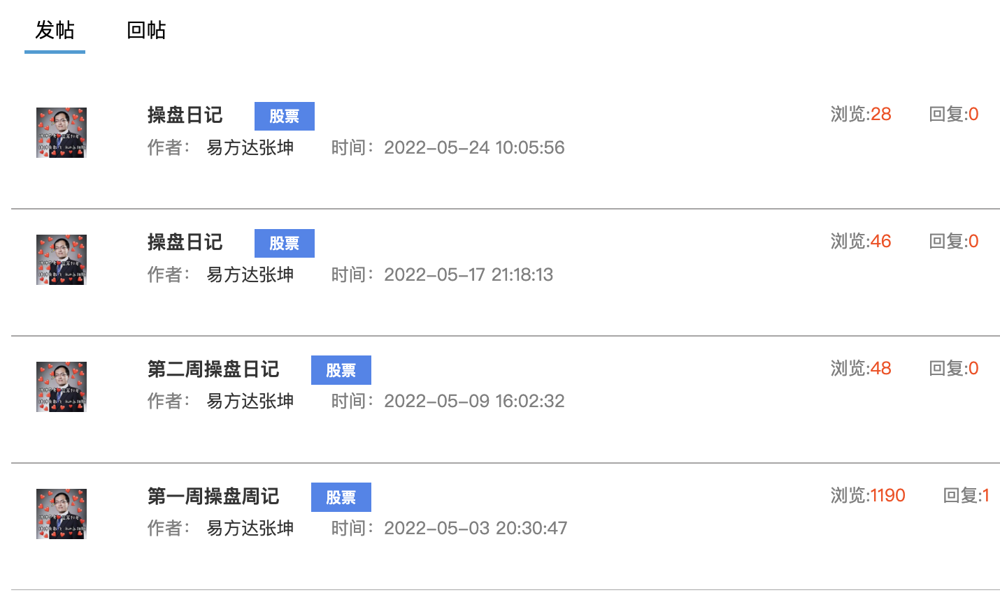 发帖 回帖
操盘日记 股票 浏览:28 回复:0
作者： 易方达张坤 时间：2022-05-24 10:05:56
操盘日记 股票 浏览:46 回复:0
作者： 易方达张坤 时间：2022-05-17 21:18:13
第二周操盘日记 股票 浏览:48 回复:0
作者： 易方达张坤 时间：2022-05-09 16:02:32
第一周操盘周记 股票 浏览:1190 回复:1
作者： 易方达张坤 时间：2022-05-03 20:30:47